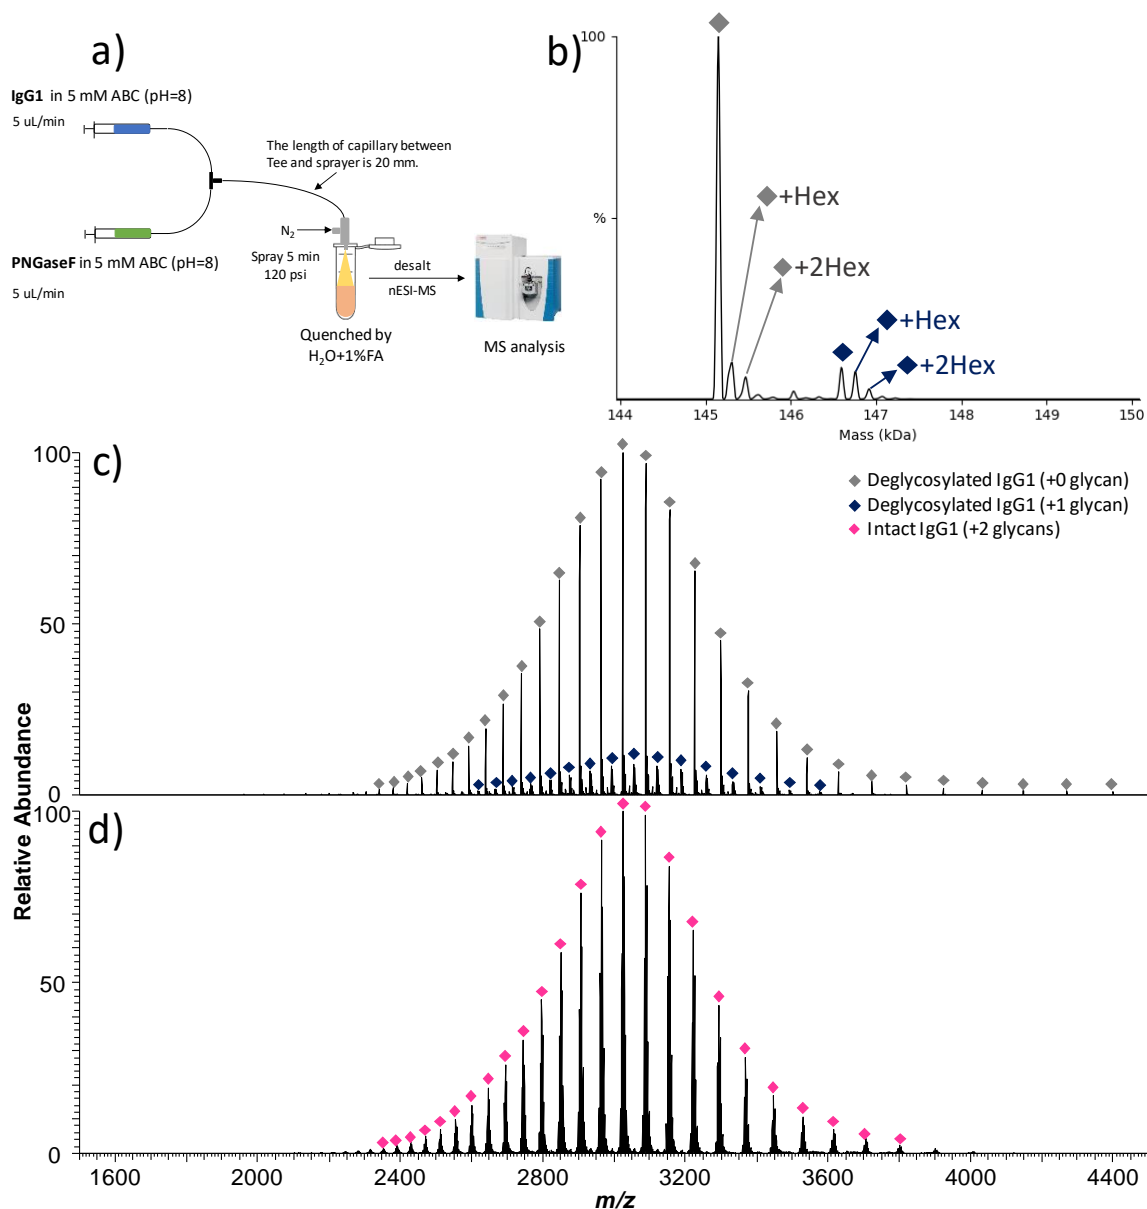 a)
IgG1 in 5 mM ABC (pH=8)
5 uL/min
The length of capillary between
Tee and sprayer is 20 mm.
N2
Spray 5 min
120 psi
desalt
nESI-MS
PNGaseF in 5 mM ABC (pH=8)
5 uL/min
Quenched by
H2O+1%FA
MS analysis
b)
100
%
+Hex
+2Hex
+Hex
+2Hex
144 145 146 147 148 149 150
Mass (kDa)
c)
100
50
0
Deglycosylated IgG1 (+0 glycan)
Deglycosylated IgG1 (+1 glycan)
Intact IgG1 (+2 glycans)
Relative Abundance
d)
100
50
0
1600 2000 2400 2800 3200 3600 4000 4400
m/z